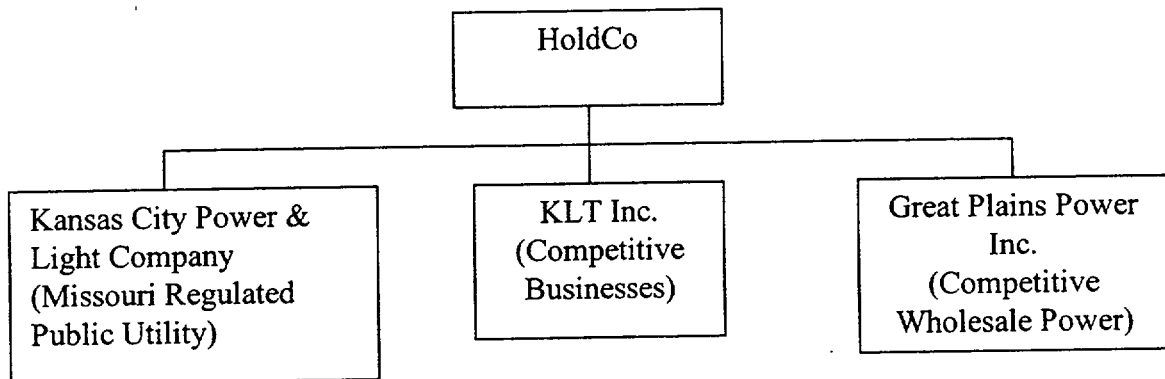 HoldCo
Kansas City Power &
Light Company
(Missouri Regulated
Public Utility)
KLT Inc.
(Competitive
Businesses)
Great Plains Power
Inc.
(Competitive
Wholesale Power)